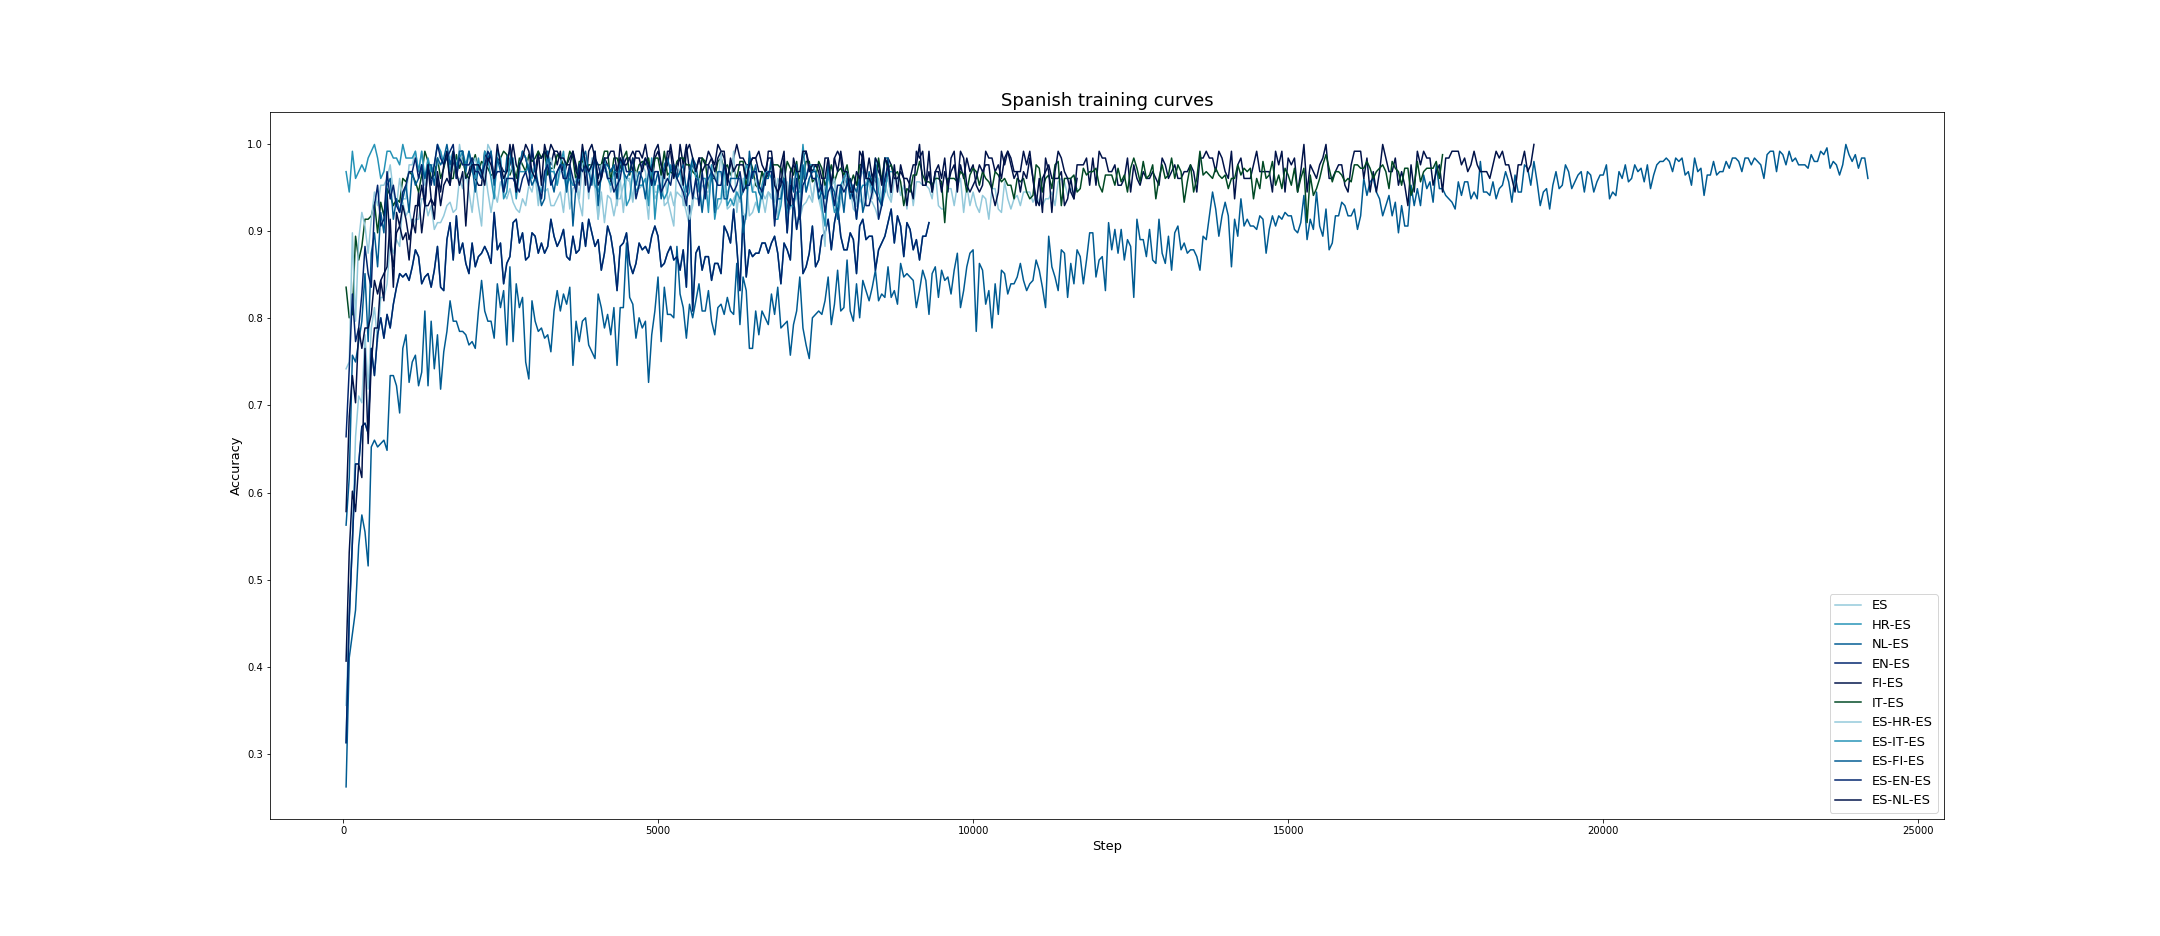 Spanish training curves
1.0
0.9
0.8
0.7
0.6
0.5
0.4
0.3
Accuracy
0
5000
10000
15000
20000
25000
Step
ES
HR-ES
NL-ES
EN-ES
FI-ES
IT-ES
ES-HR-ES
ES-IT-ES
ES-FI-ES
ES-EN-ES
ES-NL-ES